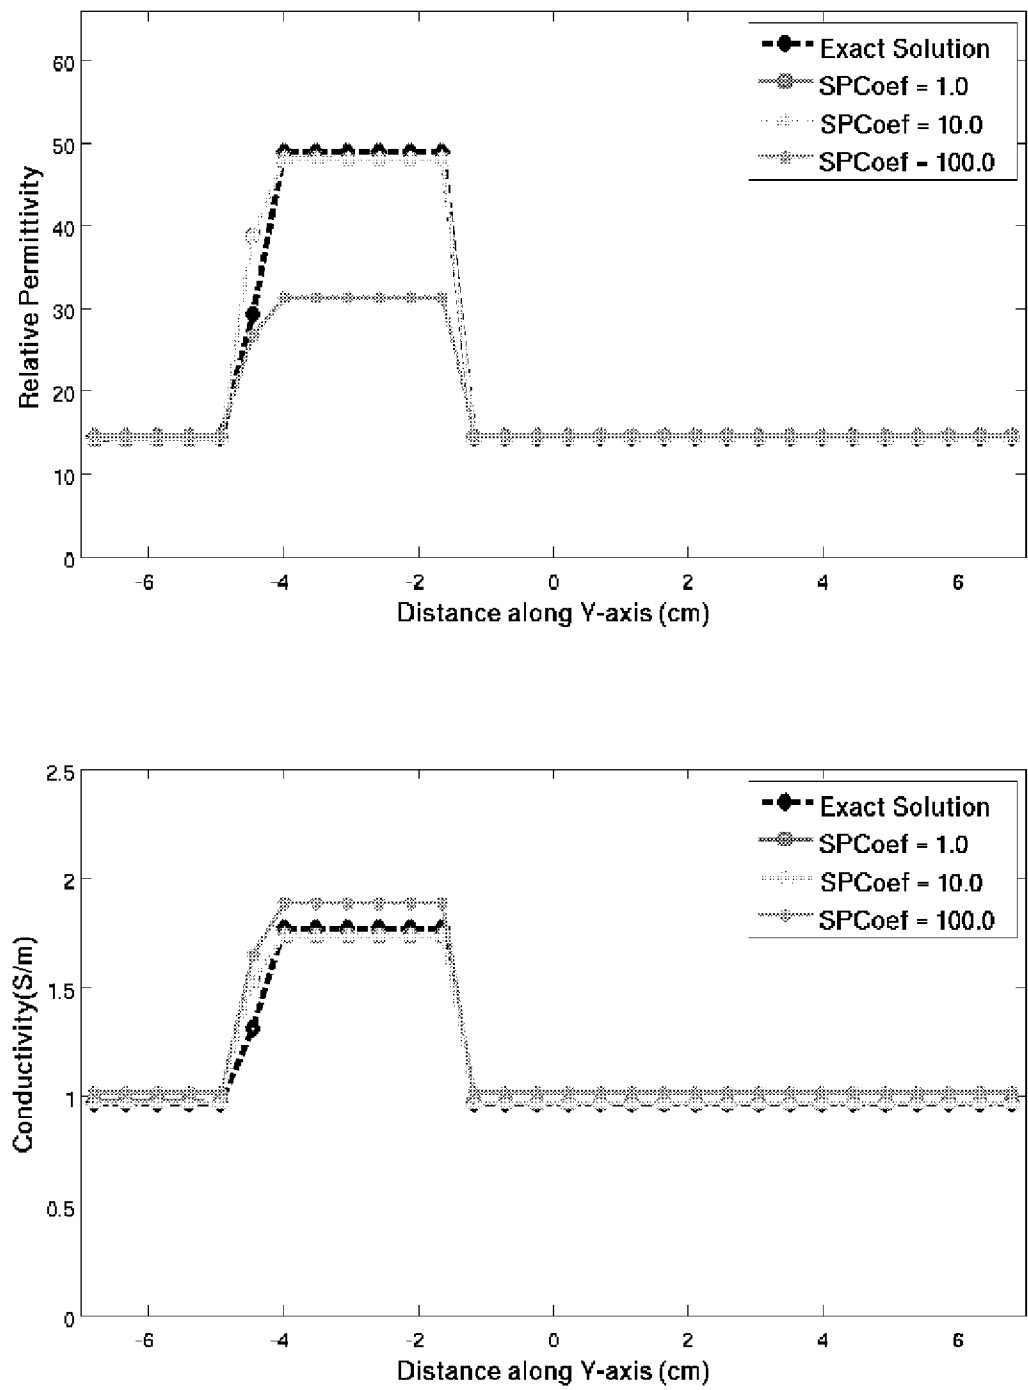 Exact Solution
SPCoef = 1.0
SPCoef = 10.0
SPCoef = 100.0
60
50
40
30
20
10
0
Relative Permittivity
-6
-4
-2
0
2
4
6
Distance along Y-axis (cm)
Exact Solution
SPCoef = 1.0
SPCoef = 10.0
SPCoef = 100.0
2.5
2
1.5
1
0.5
0
Conductivity(S/m)
-6
-4
-2
0
2
4
6
Distance along Y-axis (cm)